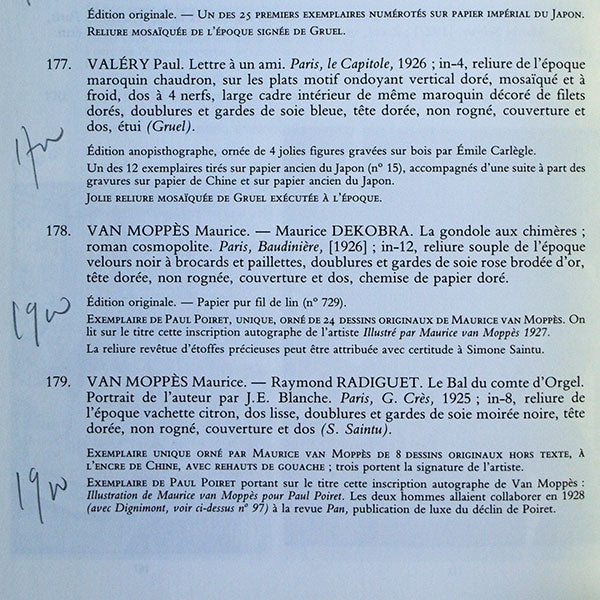 Édition originale. — Un des 25 premiers exemplaires numérotés sur papier impérial du Japon.
Reliure mosaïquée de l'époque signée de Gruel.
177. VALÉRY Paul. Lettre à un ami. Paris, le Capitole, 1926 ; in-4, reliure de l'époque
maroquin chaudron, sur les plats motif ondoyant vertical doré, mosaïqué et à
froid, dos à 4 nerfs, large cadre intérieur de même maroquin décoré de filets
dorés, doublures et gardes de soie bleue, tête dorée, non rogné, couverture et
dos, étui (Gruel).
Édition anopisthographe, ornée de 4 jolies figures gravées sur bois par Émile Carlègle.
Un des 12 exemplaires tirés sur papier ancien du Japon (nº 15), accompagnés d'une suite à part des
gravures sur papier de Chine et sur papier ancien du Japon.
Jolie reliure mosaïquée de Gruel exécutée à l'époque.
178. VAN MOPPÈS Maurice. — Maurice DEKOBRA. La gondole aux chimères ;
roman cosmopolite. Paris, Baudinière, [1926] ; in-12, reliure souple de l'époque
velours noir à brocards et paillettes, doublures et gardes de soie rose brodée d'or,
tête dorée, non rognée, couverture et dos, chemise de papier doré.
Édition originale. — Papier pur fil de lin (nº 729).
Exemplaire de Paul Poiret, unique, orné de 24 dessins originaux de Maurice van Moppès. On
lit sur le titre cette inscription autographe de l'artiste Illustré par Maurice van Moppès 1927.
La reliure revêtue d'étoffes précieuses peut être attribuée avec certitude à Simone Saintu.
179. VAN MOPPÈS Maurice. — Raymond RADIGUET. Le Bal du comte d'Orgel.
Portrait de l'auteur par J.E. Blanche. Paris, G. Crès, 1925 ; in-8, reliure de
l'époque vachette citron, dos lisse, doublures et gardes de soie moirée noire, tête
dorée, non rogné, couverture et dos (S. Saintu).
Exemplaire unique orné par Maurice van Moppès de 8 dessins originaux hors texte, à
l'encre de Chine, avec rehauts de gouache ; trois portent la signature de l'artiste.
Exemplaire de Paul Poiret portant sur le titre cette inscription autographe de Van Moppès :
Illustration de Maurice van Moppès pour Paul Poiret. Les deux hommes allaient collaborer en 1928
(avec Dignimont, voir ci-dessus nº 97) à la revue Pan, publication de luxe du déclin de Poiret.